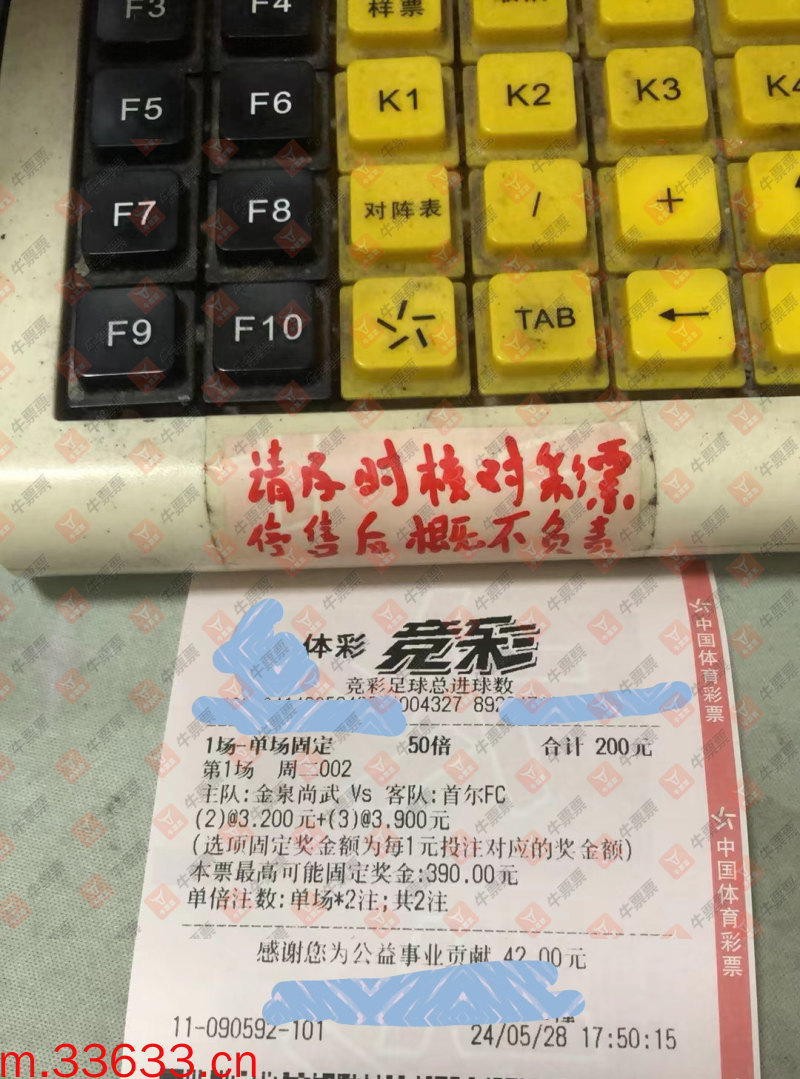 F3 F4 样票
F5 F6 K1 K2 K3 K4
F7 F8 对阵表 / +
F9 F10 TAB ←
请及时核对彩票
停售后概不负责
体彩 竞彩
竞彩足球总进球数
004327 892
1场-单场固定 50倍 合计 200元
第1场 周二002
主队:金泉尚武 Vs 客队:首尔FC
(2)@3.200元+(3)@3.900元
(选项固定奖金额为每1元投注对应的奖金额)
本票最高可能固定奖金:390.00元
单倍注数:单场*2注;共2注
感谢您为公益事业贡献 42.00元
11-090592-101 24/05/28 17:50:15
中国体育彩票
中国体育彩票
m.33633.cn
牛票票